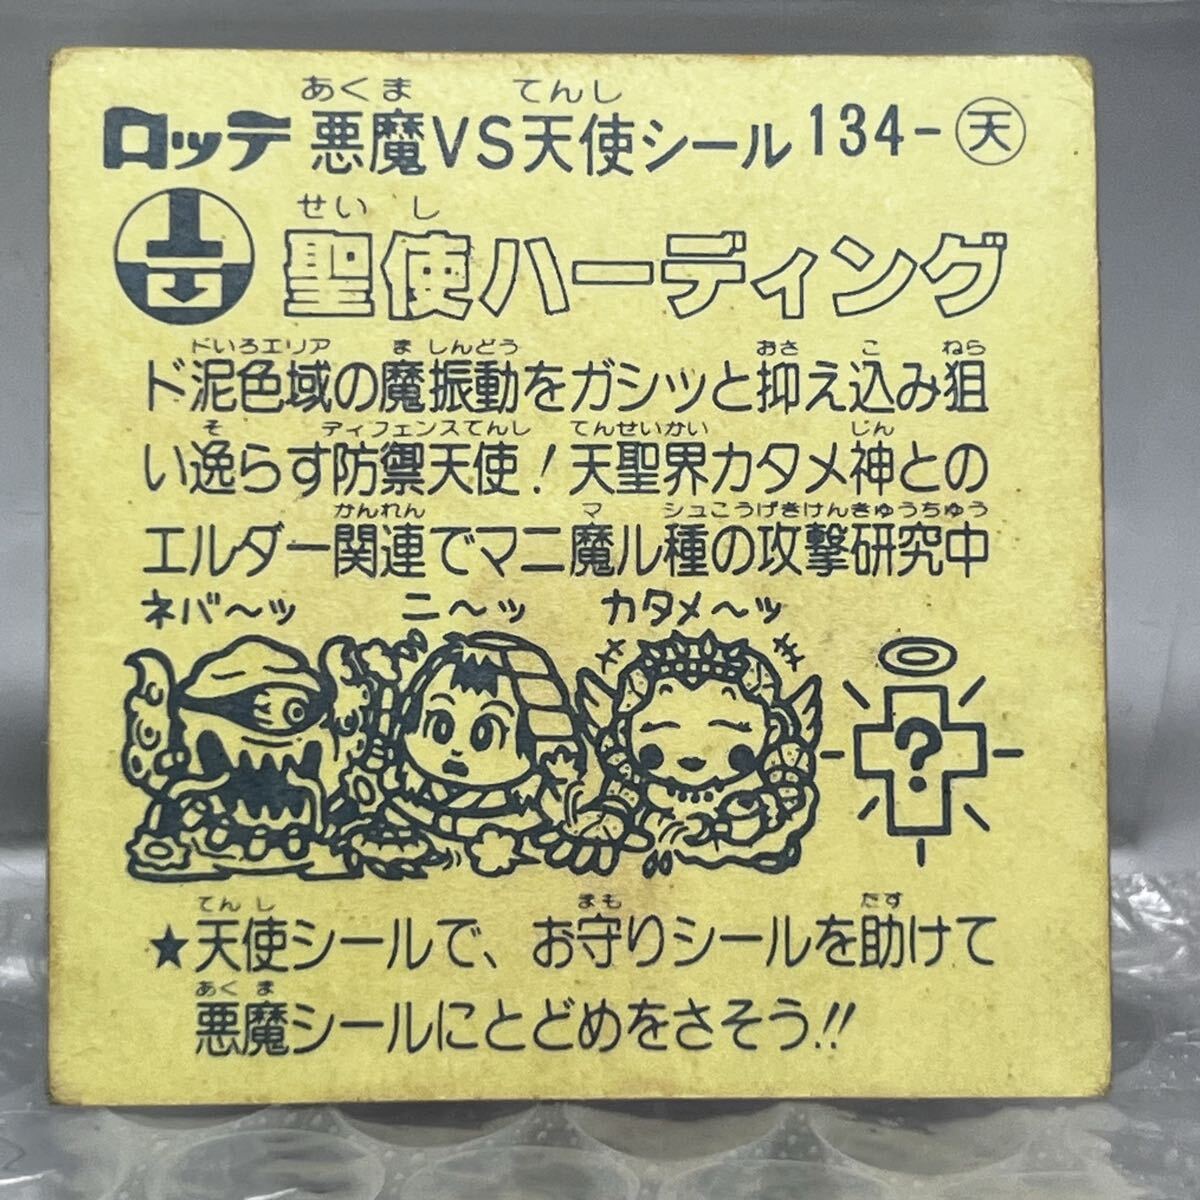 ロッテ 悪魔VS天使シール 134-天
あくま てんし
せいし
聖使ハーディング
ドいろエリア ま しんどう おさ こ ねら
ド泥色域の魔振動をガシッと抑え込み狙
そ ディフェンスてんし てんせいかい じん
い逸らす防禦天使!天聖界カタメ神との
かんれん マ シュこうげきけんきゅうちゅう
エルダー関連でマニ魔ル種の攻撃研究中
ネバ〜ッ ニ〜ッ カタメ〜ッ
?
てんし まも たす
★天使シールで、お守りシールを助けて
あくま
悪魔シールにとどめをさそう!!